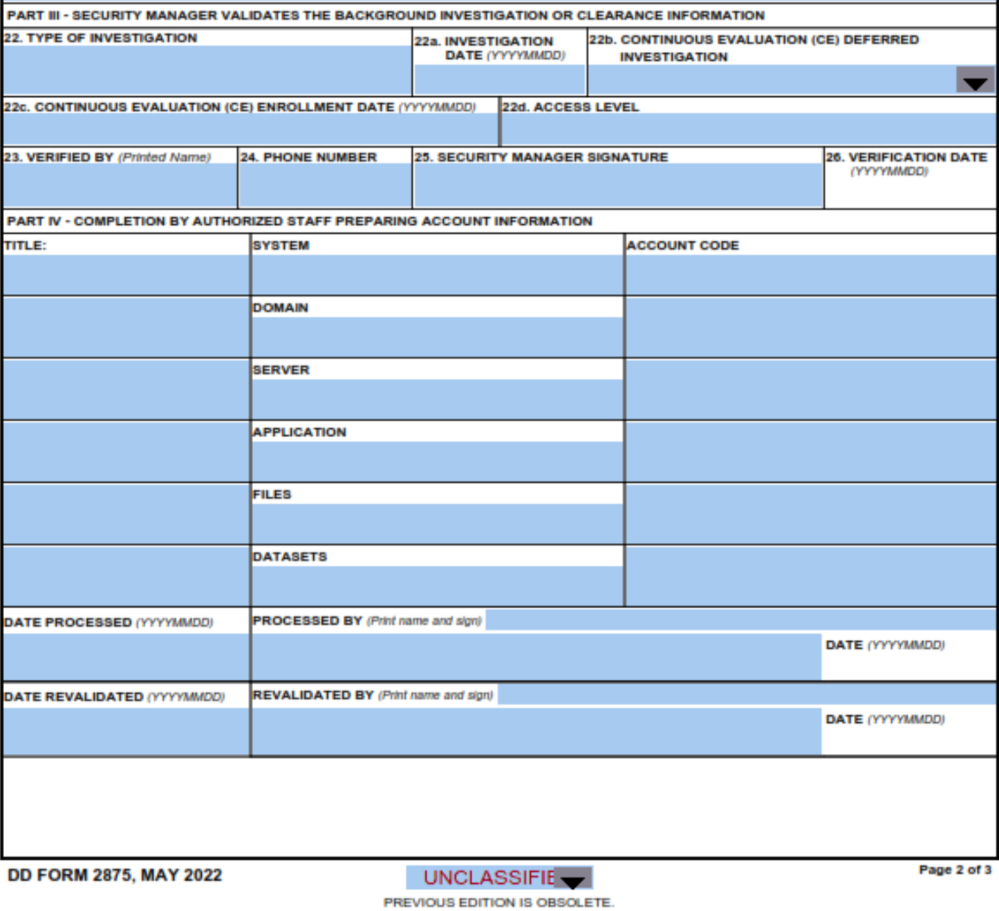 PART III - SECURITY MANAGER VALIDATES THE BACKGROUND INVESTIGATION OR CLEARANCE INFORMATION
22. TYPE OF INVESTIGATION
22a. INVESTIGATION
DATE (YYYYMMDD)
22b. CONTINUOUS EVALUATION (CE) DEFERRED
INVESTIGATION
22c. CONTINUOUS EVALUATION (CE) ENROLLMENT DATE (YYYYMMDD)
22d. ACCESS LEVEL
23. VERIFIED BY (Printed Name)
24. PHONE NUMBER
25. SECURITY MANAGER SIGNATURE
26. VERIFICATION DATE
(YYYYMMDD)
PART IV - COMPLETION BY AUTHORIZED STAFF PREPARING ACCOUNT INFORMATION
TITLE:
SYSTEM
ACCOUNT CODE
DOMAIN
SERVER
APPLICATION
FILES
DATASETS
DATE PROCESSED (YYYYMMDD)
PROCESSED BY (Print name and sign)
DATE (YYYYMMDD)
DATE REVALIDATED (YYYYMMDD)
REVALIDATED BY (Print name and sign)
DATE (YYYYMMDD)
DD FORM 2875, MAY 2022
UNCLASSIFIE
Page 2 of 3
PREVIOUS EDITION IS OBSOLETE.